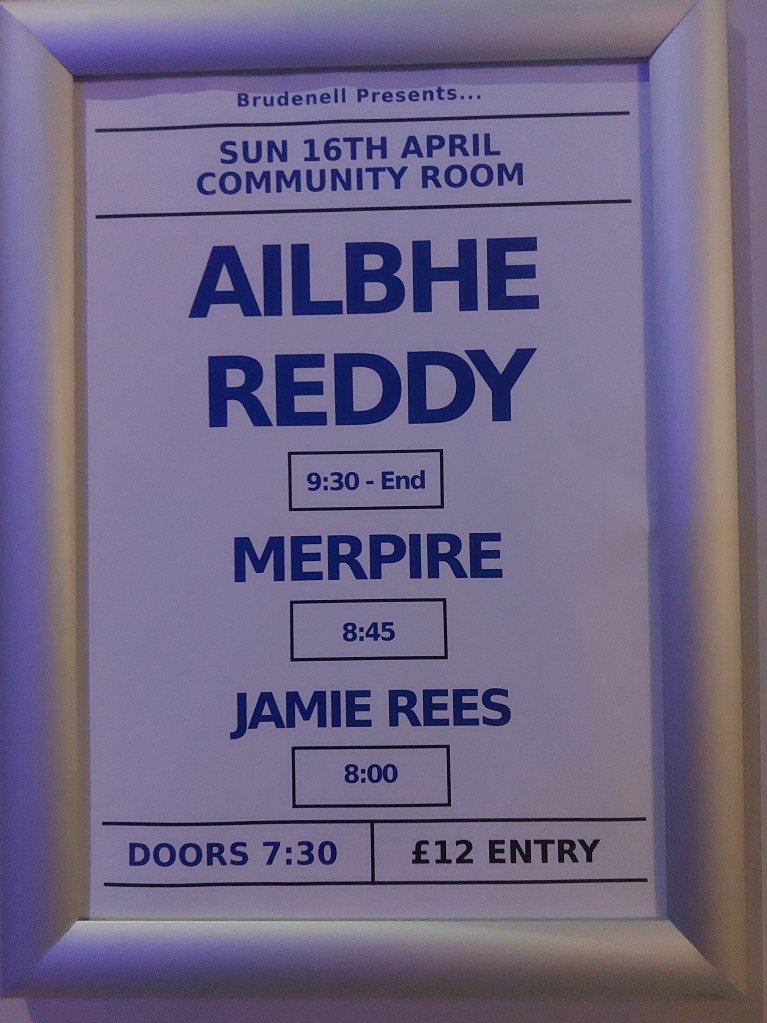 Brudenell Presents...
SUN 16TH APRIL
COMMUNITY ROOM
AILBHE
REDDY
9:30 - End
MERPIRE
8:45
JAMIE REES
8:00
DOORS 7:30
£12 ENTRY